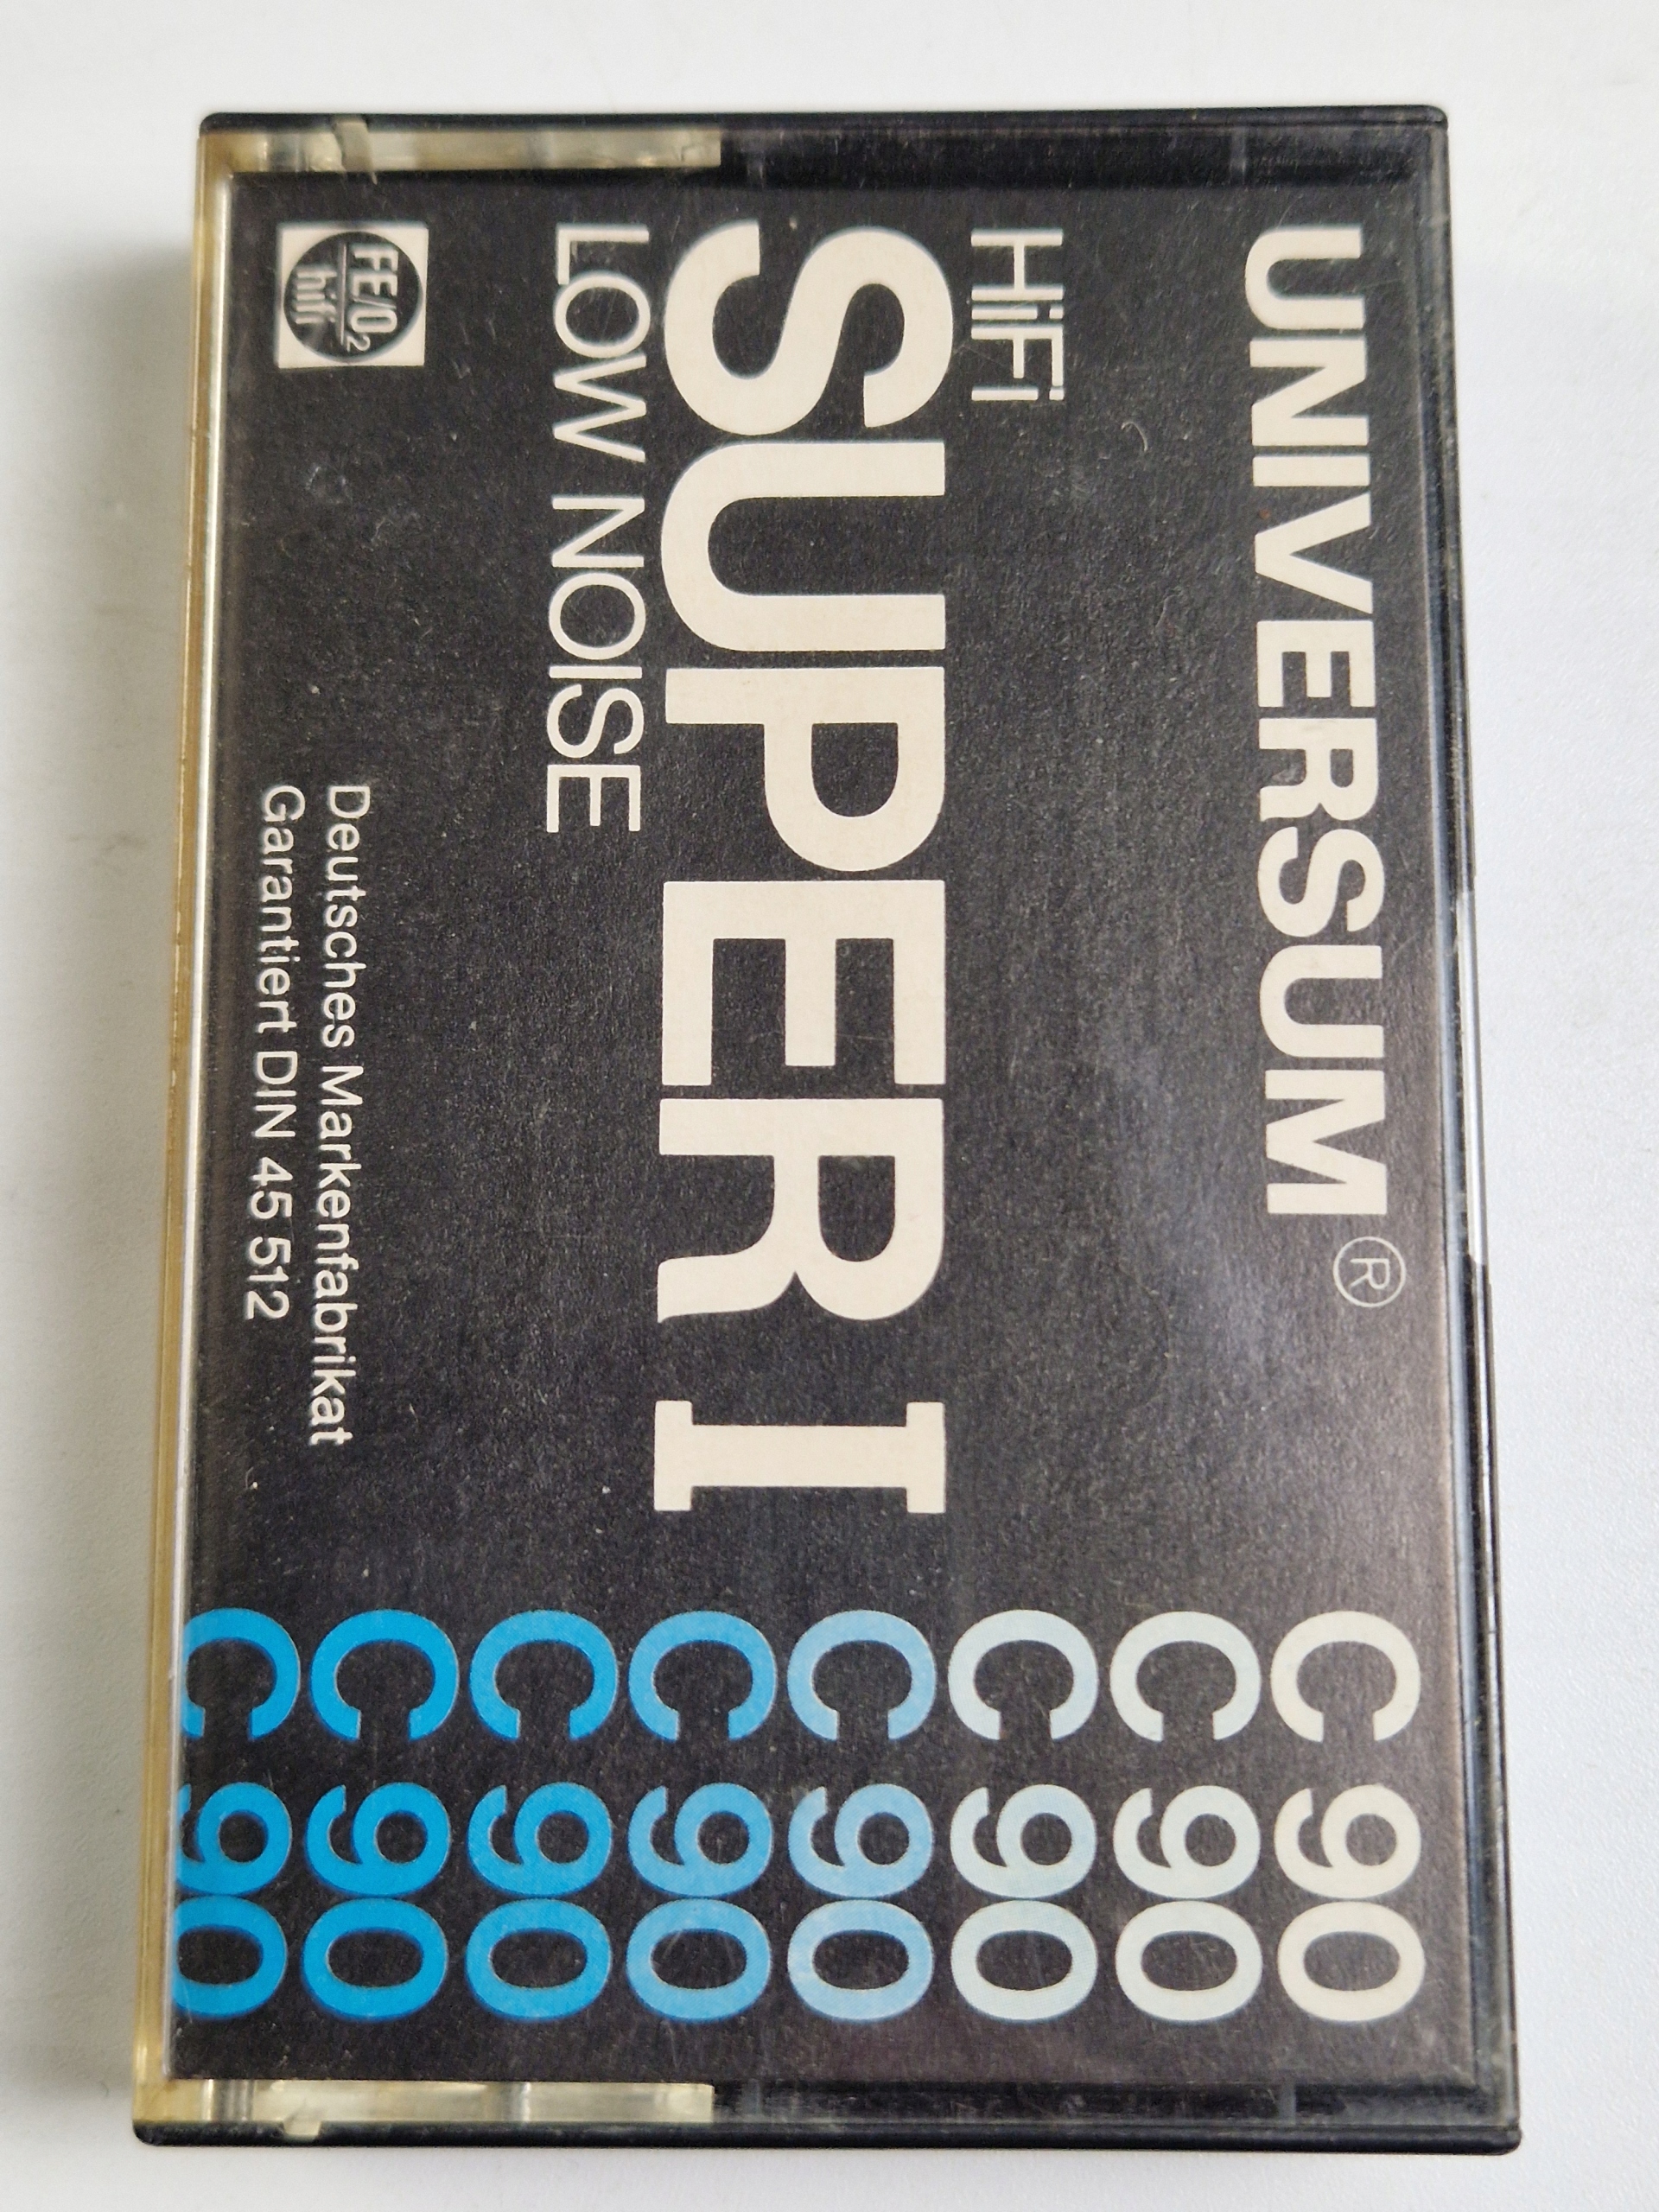 UNIVERSUM®
HiFi
SUPER I
LOW NOISE
FE/O₂
hifi
Deutsches Markenfabrikat
Garantiert DIN 45 512
C 90
C 90
C 90
C 90
C 90
C 90
C 90
C 90